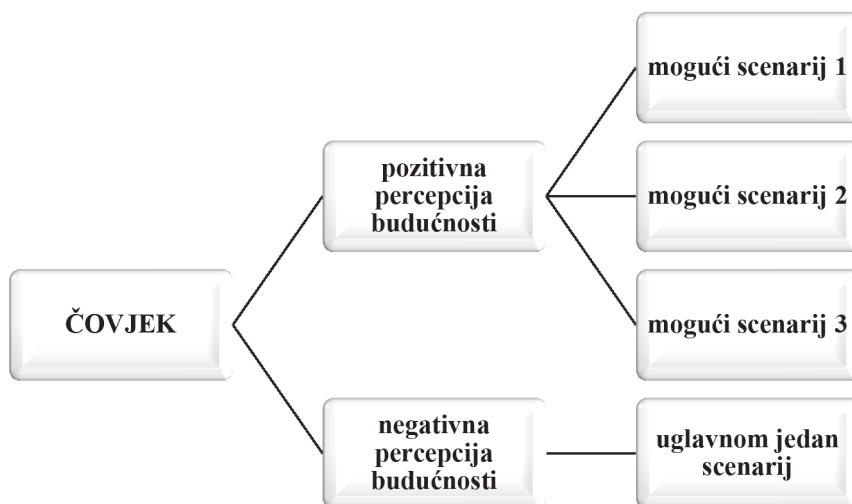 ČOVJEK
pozitivna
percepcija
budućnosti
mogući scenarij 1
mogući scenarij 2
mogući scenarij 3
negativna
percepcija
budućnosti
uglavnom jedan
scenarij